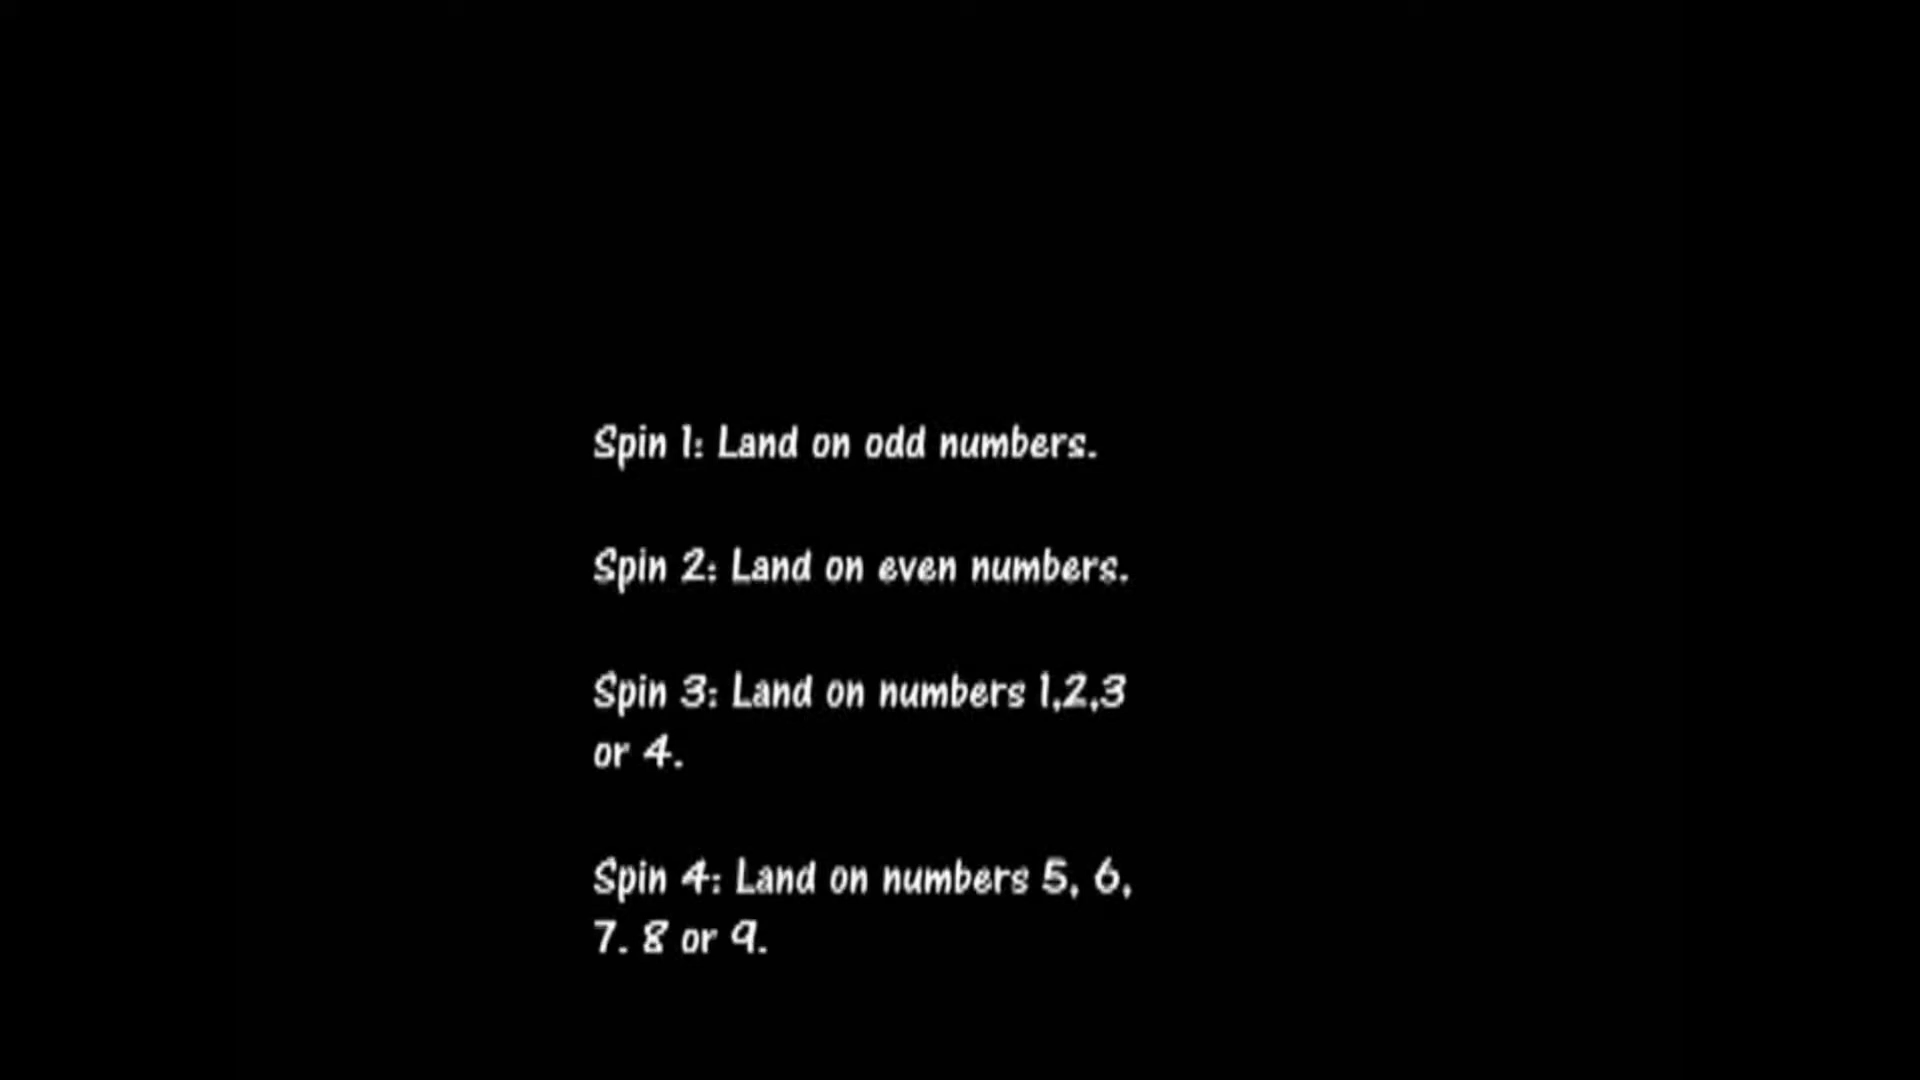 Spin 1: Land on odd numbers.
Spin 2: Land on even numbers.
Spin 3: Land on numbers 1,2,3
or 4.
Spin 4: Land on numbers 5, 6,
7. 8 or 9.